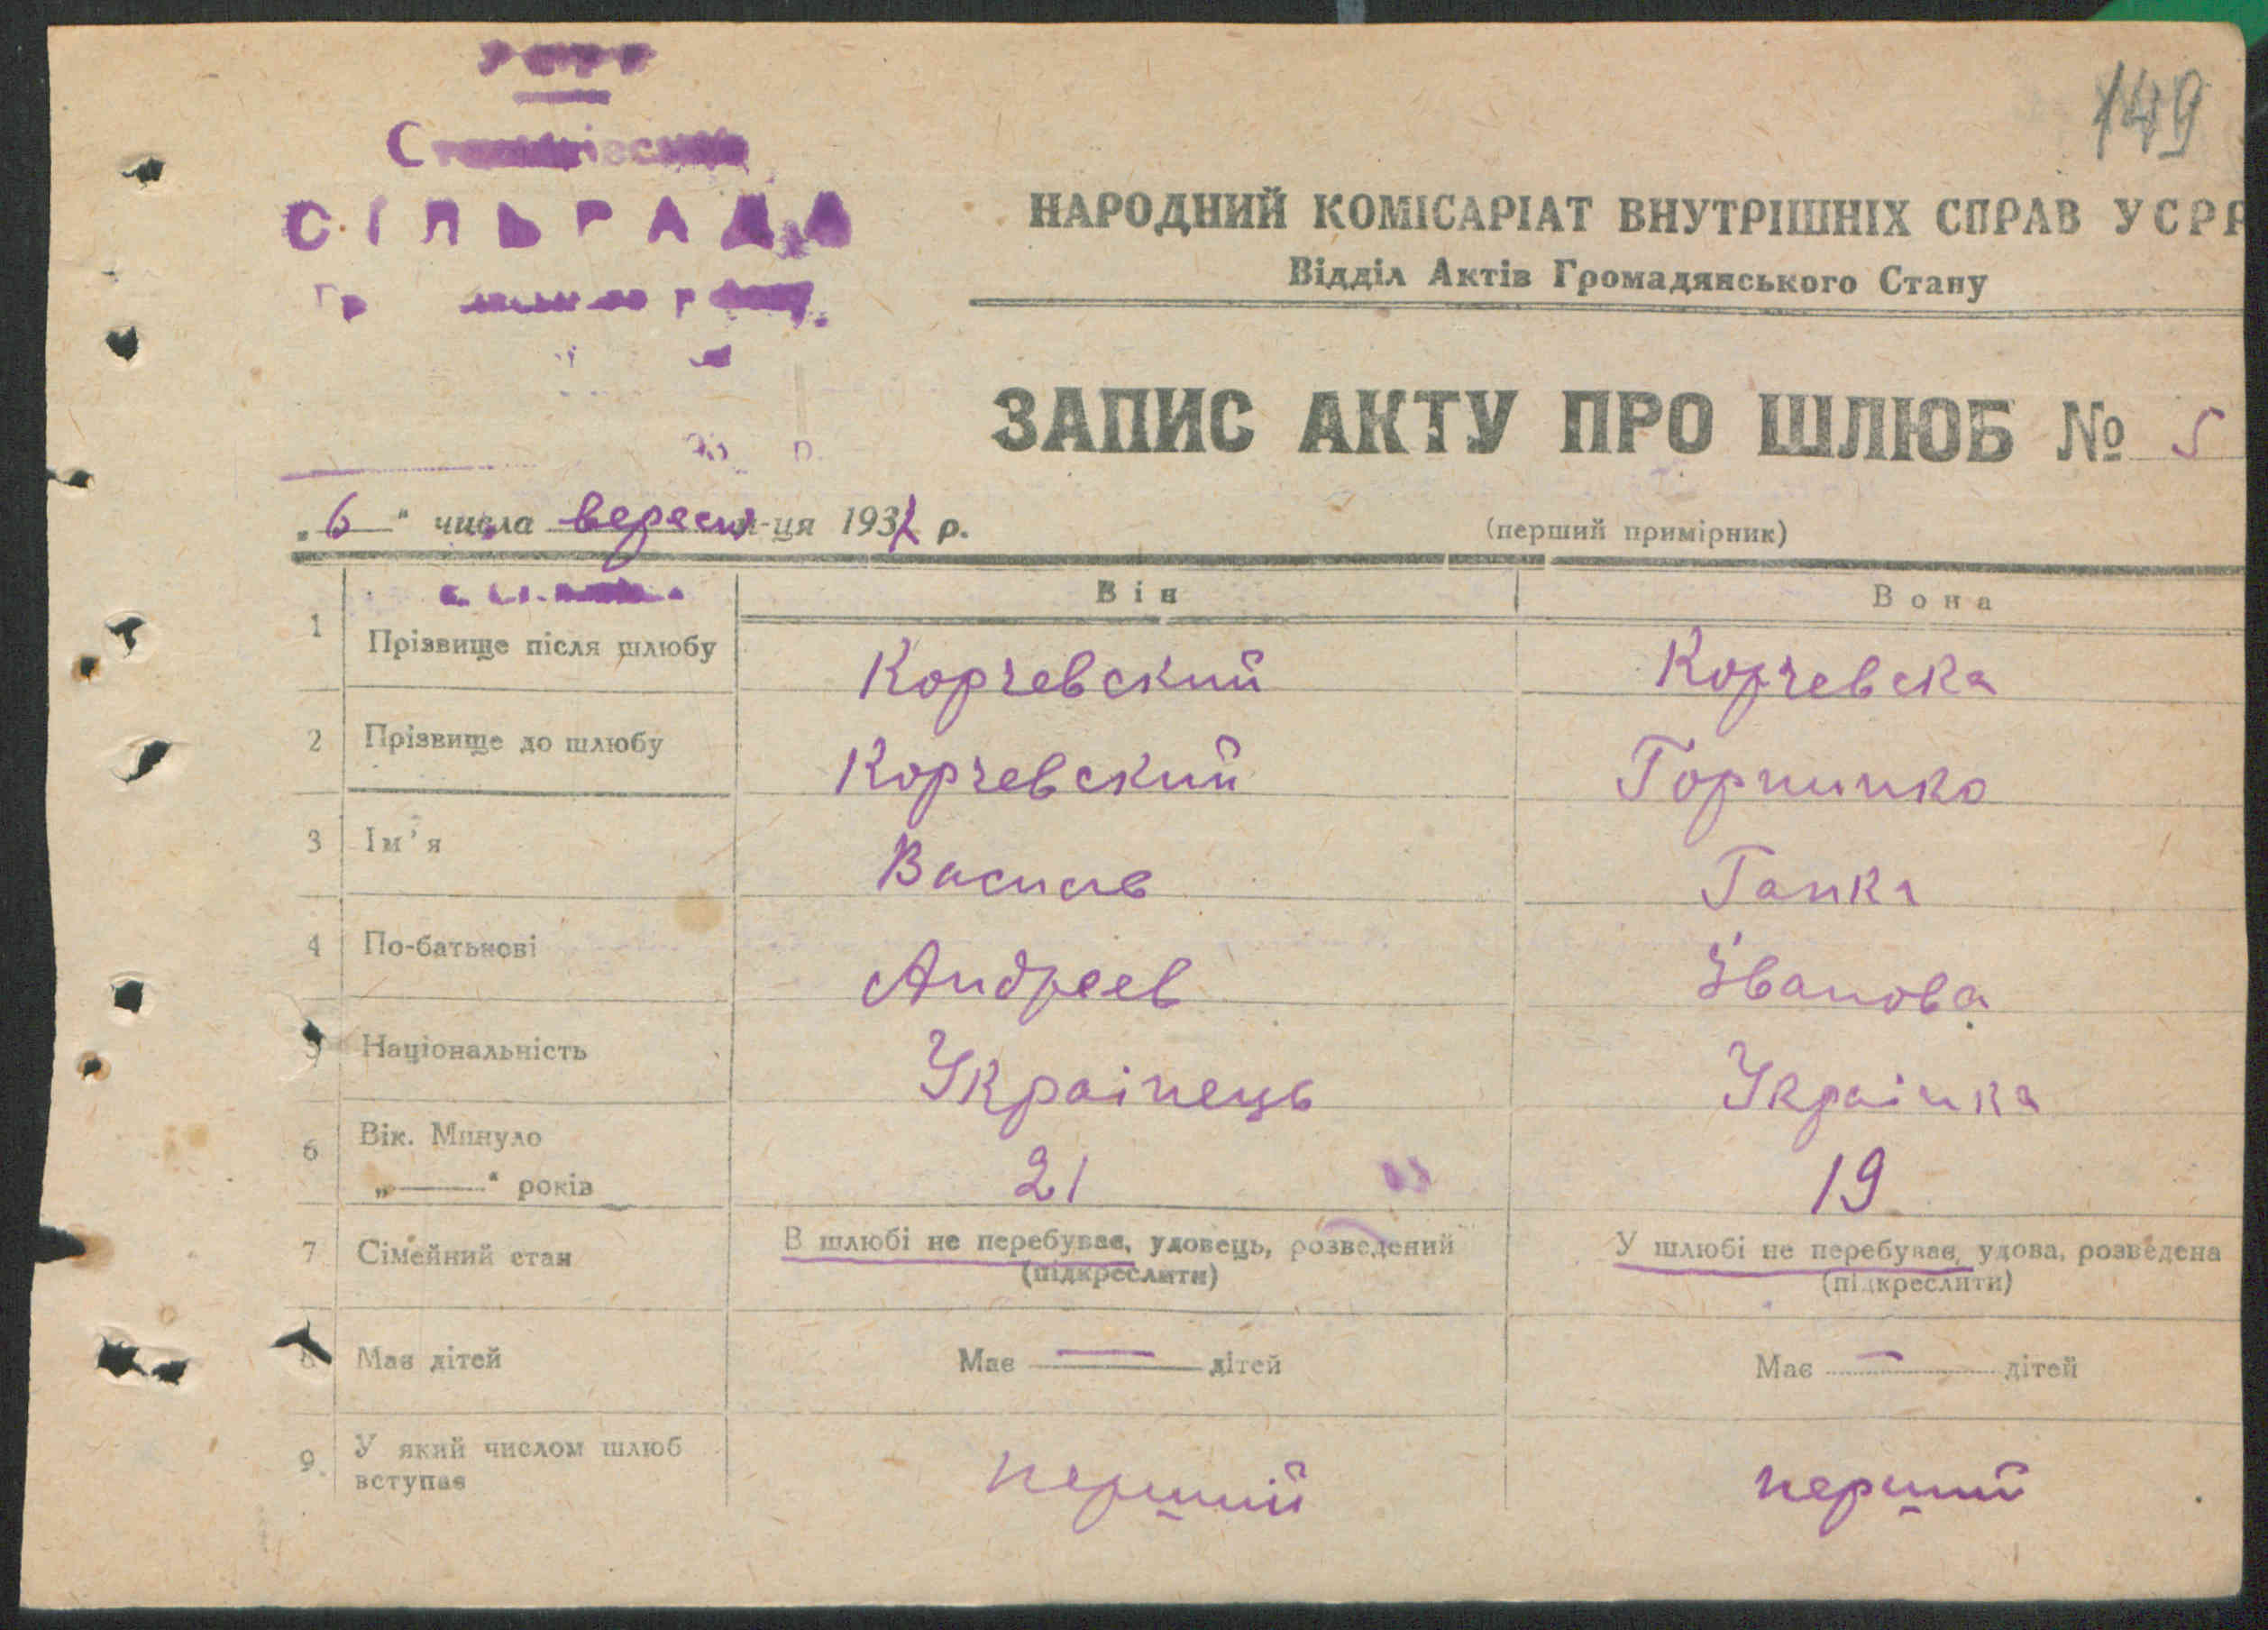 149
СІЛЬРАДА
НАРОДНИЙ КОМІСАРІАТ ВНУТРІШНІХ СПРАВ УСРР
Відділ Актів Громадянського Стану
ЗАПИС АКТУ ПРО ШЛЮБ № 5
„6" числа вересня м-ця 193 р.
(перший примірник)
Він Вона
1 Прізвище після шлюбу Корчевский Корчевска
2 Прізвище до шлюбу Корчевский
3 Ім'я Василь Ганка
4 По-батькові Андреев Іванова
5 Національність Українець Українка
6 Вік. Минуло
„—" років 21 19
7 Сімейний стан В шлюбі не перебуває, удовець, розведений У шлюбі не перебуває, удова, розведена
(підкреслити) (підкреслити)
8 Має дітей Має — дітей Має — дітей
9. У який числом шлюб
вступає перший перший